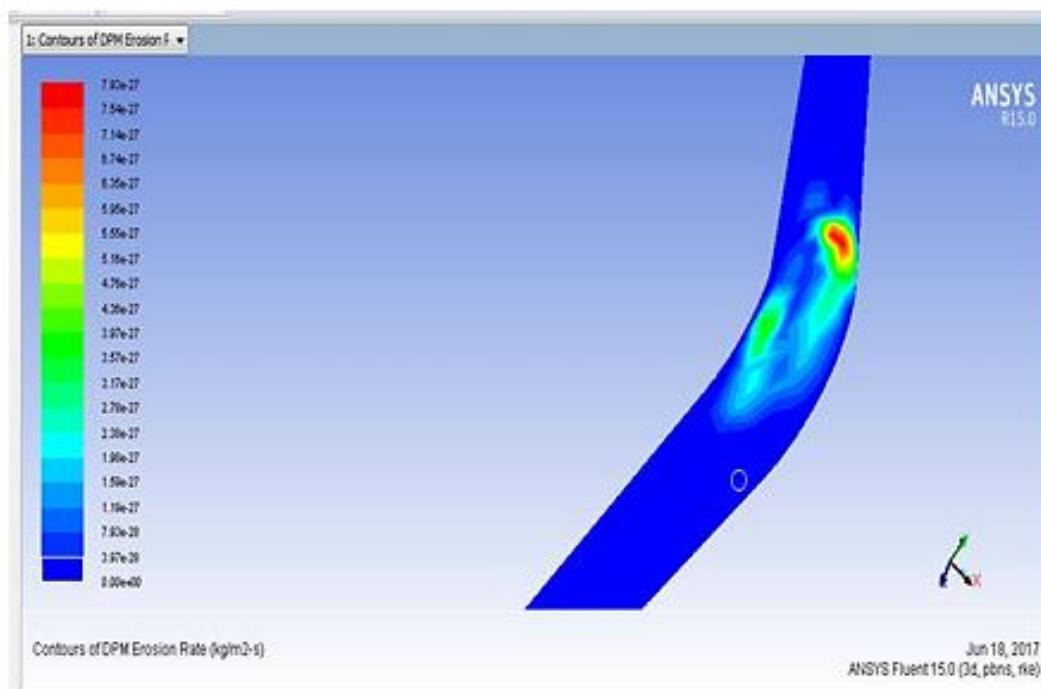 1: Contours of DPM Erosion F
ANSYS
R15.0
7.93e-27
7.54e-27
7.14e-27
6.74e-27
6.35e-27
5.95e-27
5.55e-27
5.16e-27
4.76e-27
4.36e-27
3.97e-27
3.57e-27
3.17e-27
2.78e-27
2.38e-27
1.98e-27
1.59e-27
1.19e-27
7.93e-28
3.97e-28
0.00e+00
X
Contours of DPM Erosion Rate (kg/m2-s)
Jun 18, 2017
ANSYS Fluent 15.0 (3d, pbns, rke)